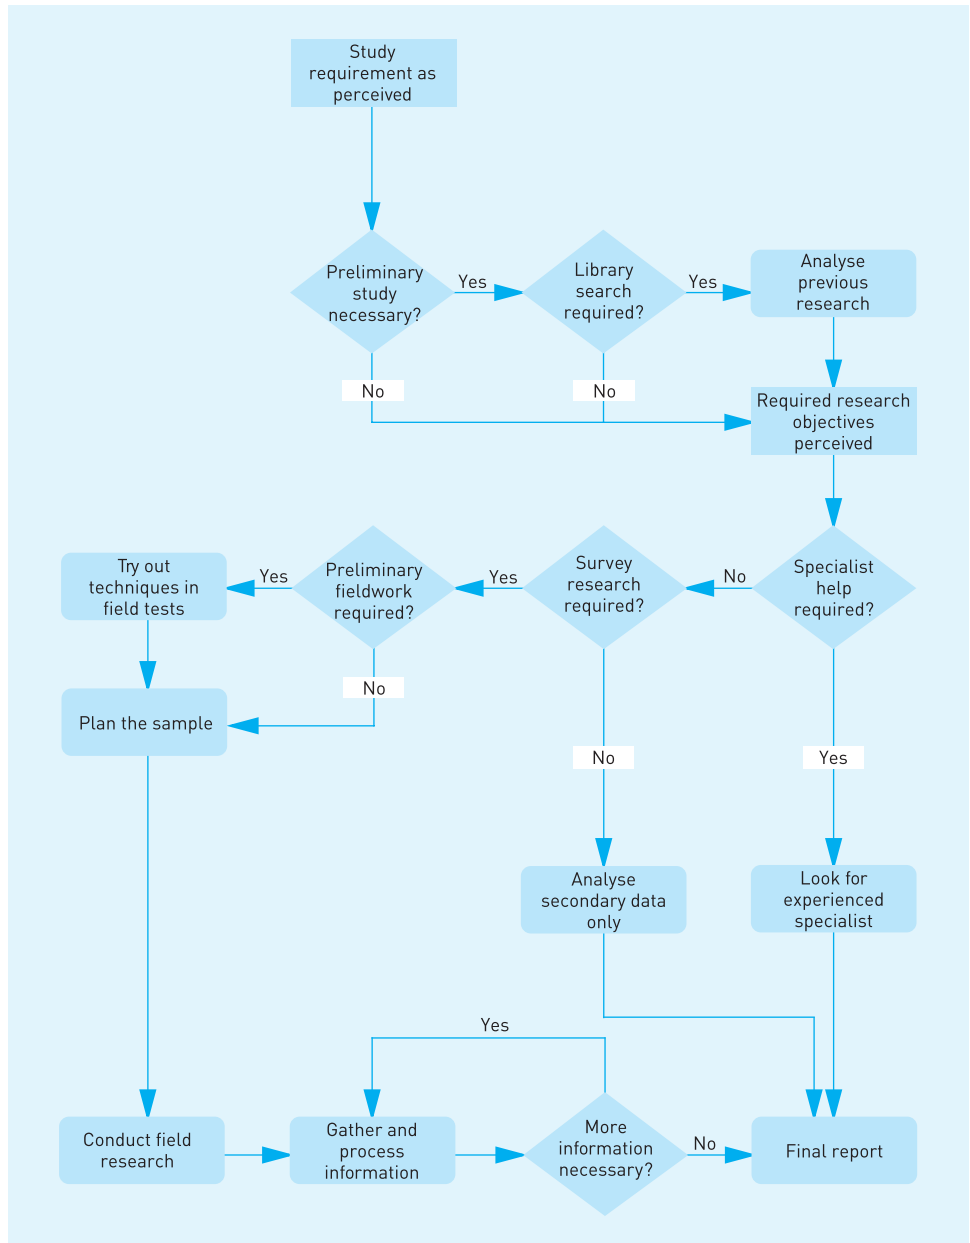 Study
requirement as
perceived
Preliminary
study
necessary?
Yes
Library
search
required?
Yes
Analyse
previous
research
No
No
Required research
objectives
perceived
Try out
techniques in
field tests
Yes
Preliminary
fieldwork
required?
Yes
Survey
research
required?
No
Specialist
help
required?
No
Plan the sample
No
Yes
Analyse
secondary data
only
Look for
experienced
specialist
Yes
Conduct field
research
Gather and
process
information
More
information
necessary?
No
Final report